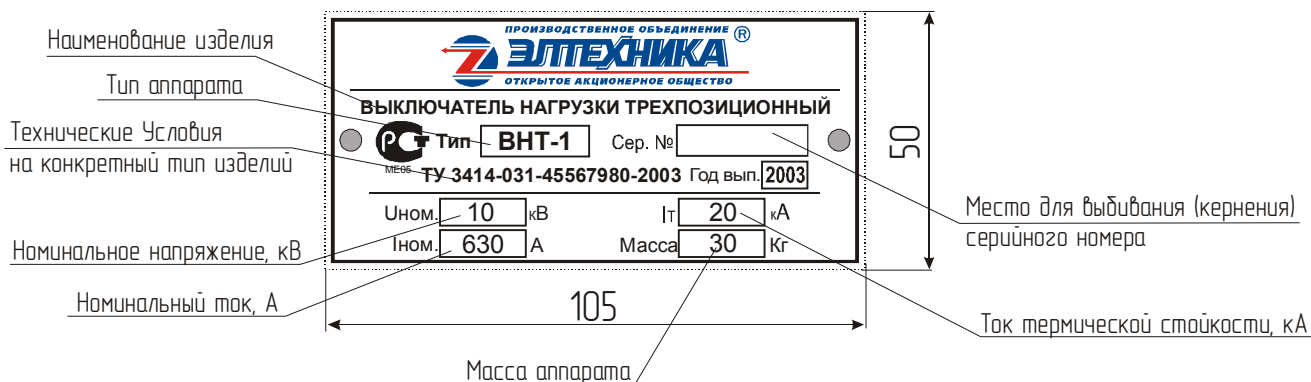 ПРОИЗВОДСТВЕННОЕ ОБЪЕДИНЕНИЕ ®
ЭЛТЕХНИКА
ОТКРЫТОЕ АКЦИОНЕРНОЕ ОБЩЕСТВО
Наименование изделия
Тип аппарата
ВЫКЛЮЧАТЕЛЬ НАГРУЗКИ ТРЕХПОЗИЦИОННЫЙ
Технические Условия
на конкретный тип изделий
РСТ Тип ВНТ-1 Сер. №
МЕ05 ТУ 3414-031-45567980-2003 Год вып. 2003
50
Uном. 10 кВ Iт 20 кА
Iном. 630 А Масса 30 Кг
Место для выбивания (кернения)
серийного номера
Номинальное напряжение, кВ
Номинальный ток, А
105
Ток термической стойкости, кА
Масса аппарата